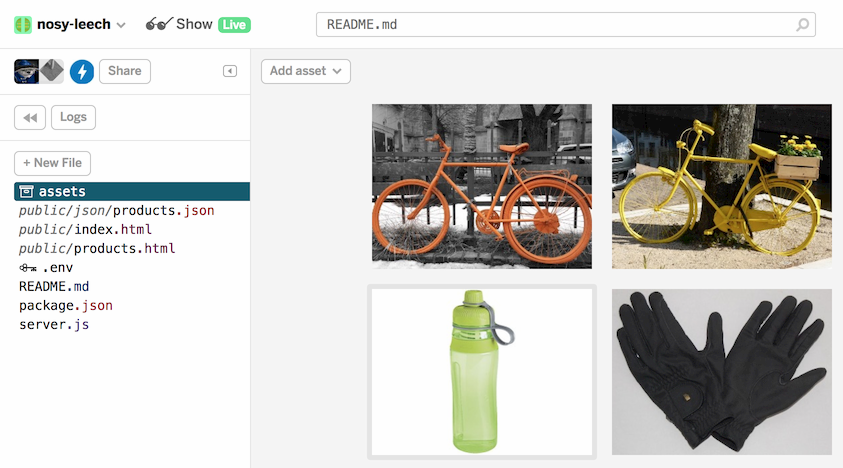 nosy-leech
Show Live
README.md
Share
Add asset
Logs
+ New File
assets
public/json/products.json
public/index.html
public/products.html
.env
README.md
package.json
server.js